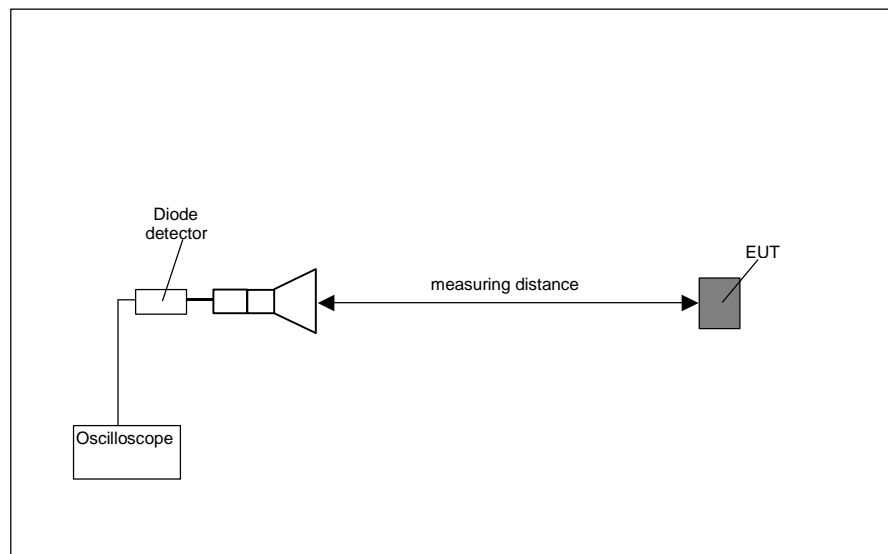 Diode
detector
measuring distance
EUT
Oscilloscope